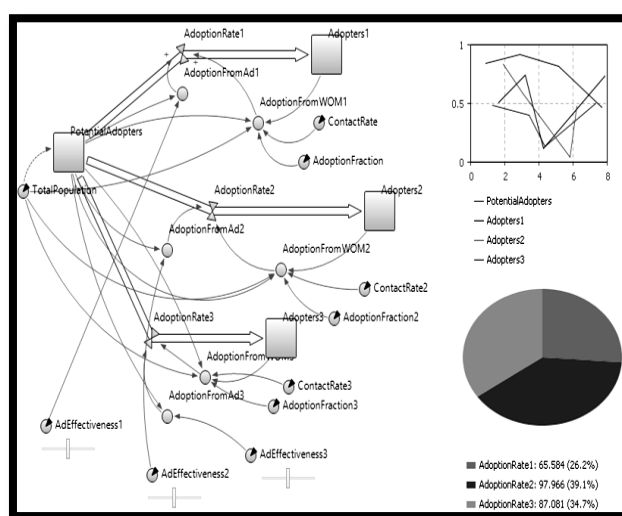 AdoptionRate1
Adopters1
AdoptionFromAd1
AdoptionFromWOM1
ContactRate
AdoptionFraction
PotentialAdopters
TotalPopulation
AdoptionRate2
Adopters2
AdoptionFromAd2
AdoptionFromWOM2
ContactRate2
AdoptionFraction2
AdoptionRate3
Adopters3
AdoptionFromWOM3
AdoptionFromAd3
ContactRate3
AdoptionFraction3
AdEffectiveness1
AdEffectiveness3
AdEffectiveness2
1
0.5
0
0 2 4 6 8
PotentialAdopters
Adopters1
Adopters2
Adopters3
AdoptionRate1: 65.584 (26.2%)
AdoptionRate2: 97.966 (39.1%)
AdoptionRate3: 87.081 (34.7%)